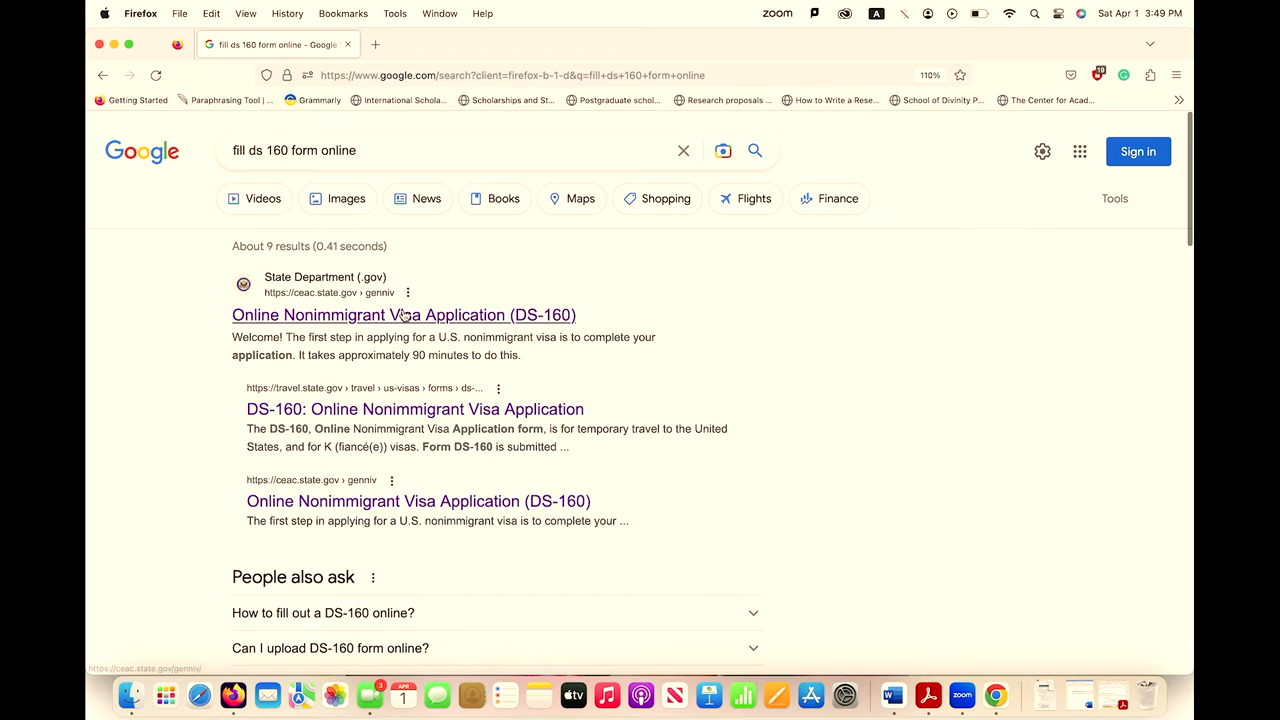 Firefox File Edit View History Bookmarks Tools Window Help zoom A Sat Apr 1 3:49 PM
fill ds 160 form online - Google
https://www.google.com/search?client=firefox-b-1-d&q=fill+ds+160+form+online 110%
Getting Started Paraphrasing Tool | ... Grammarly International Schola... Scholarships and St... Postgraduate schol... Research proposals ... How to Write a Rese... School of Divinity P... The Center for Acad...
Google fill ds 160 form online Sign in
Videos Images News Books Maps Shopping Flights Finance Tools
About 9 results (0.41 seconds)
State Department (.gov)
https://ceac.state.gov › genniv
Online Nonimmigrant Visa Application (DS-160)
Welcome! The first step in applying for a U.S. nonimmigrant visa is to complete your
application. It takes approximately 90 minutes to do this.
https://travel.state.gov › travel › us-visas › forms › ds-...
DS-160: Online Nonimmigrant Visa Application
The DS-160, Online Nonimmigrant Visa Application form, is for temporary travel to the United
States, and for K (fiancé(e)) visas. Form DS-160 is submitted ...
https://ceac.state.gov › genniv
Online Nonimmigrant Visa Application (DS-160)
The first step in applying for a U.S. nonimmigrant visa is to complete your ...
People also ask
How to fill out a DS-160 online?
Can I upload DS-160 form online?
https://ceac.state.gov/genniv/
APR
1
3
tv
zoom